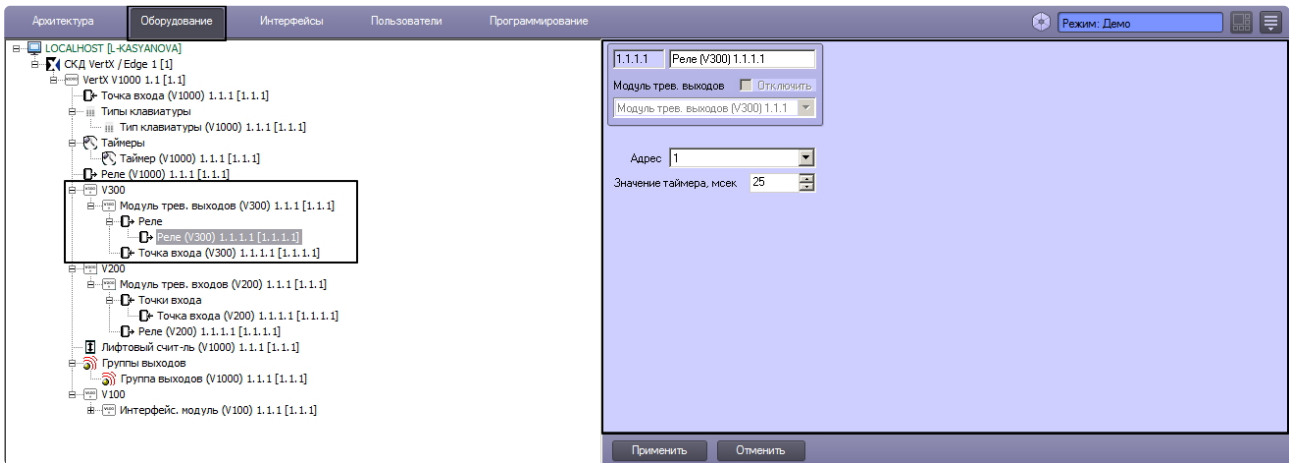 Архитектура Оборудование Интерфейсы Пользователи Программирование Режим: Демо
LOCALHOST [L-KASYANOVA]
СКД VertX / Edge 1 [1]
VertX V1000 1.1 [1.1]
Точка входа (V1000) 1.1.1 [1.1.1]
Типы клавиатуры
Тип клавиатуры (V1000) 1.1.1 [1.1.1]
Таймеры
Таймер (V1000) 1.1.1 [1.1.1]
Реле (V1000) 1.1.1 [1.1.1]
V300
Модуль трев. выходов (V300) 1.1.1 [1.1.1]
Реле
Реле (V300) 1.1.1.1 [1.1.1.1]
Точка входа (V300) 1.1.1.1 [1.1.1.1]
V200
Модуль трев. входов (V200) 1.1.1 [1.1.1]
Точки входа
Точка входа (V200) 1.1.1.1 [1.1.1.1]
Реле (V200) 1.1.1.1 [1.1.1.1]
Лифтовый счит-ль (V1000) 1.1.1 [1.1.1]
Группы выходов
Группа выходов (V1000) 1.1.1 [1.1.1]
V100
Интерфейс. модуль (V100) 1.1.1 [1.1.1]
1.1.1.1 Реле (V300) 1.1.1.1
Модуль трев. выходов Отключить
Модуль трев. выходов (V300) 1.1.1
Адрес 1
Значение таймера, мсек 25
Применить Отменить